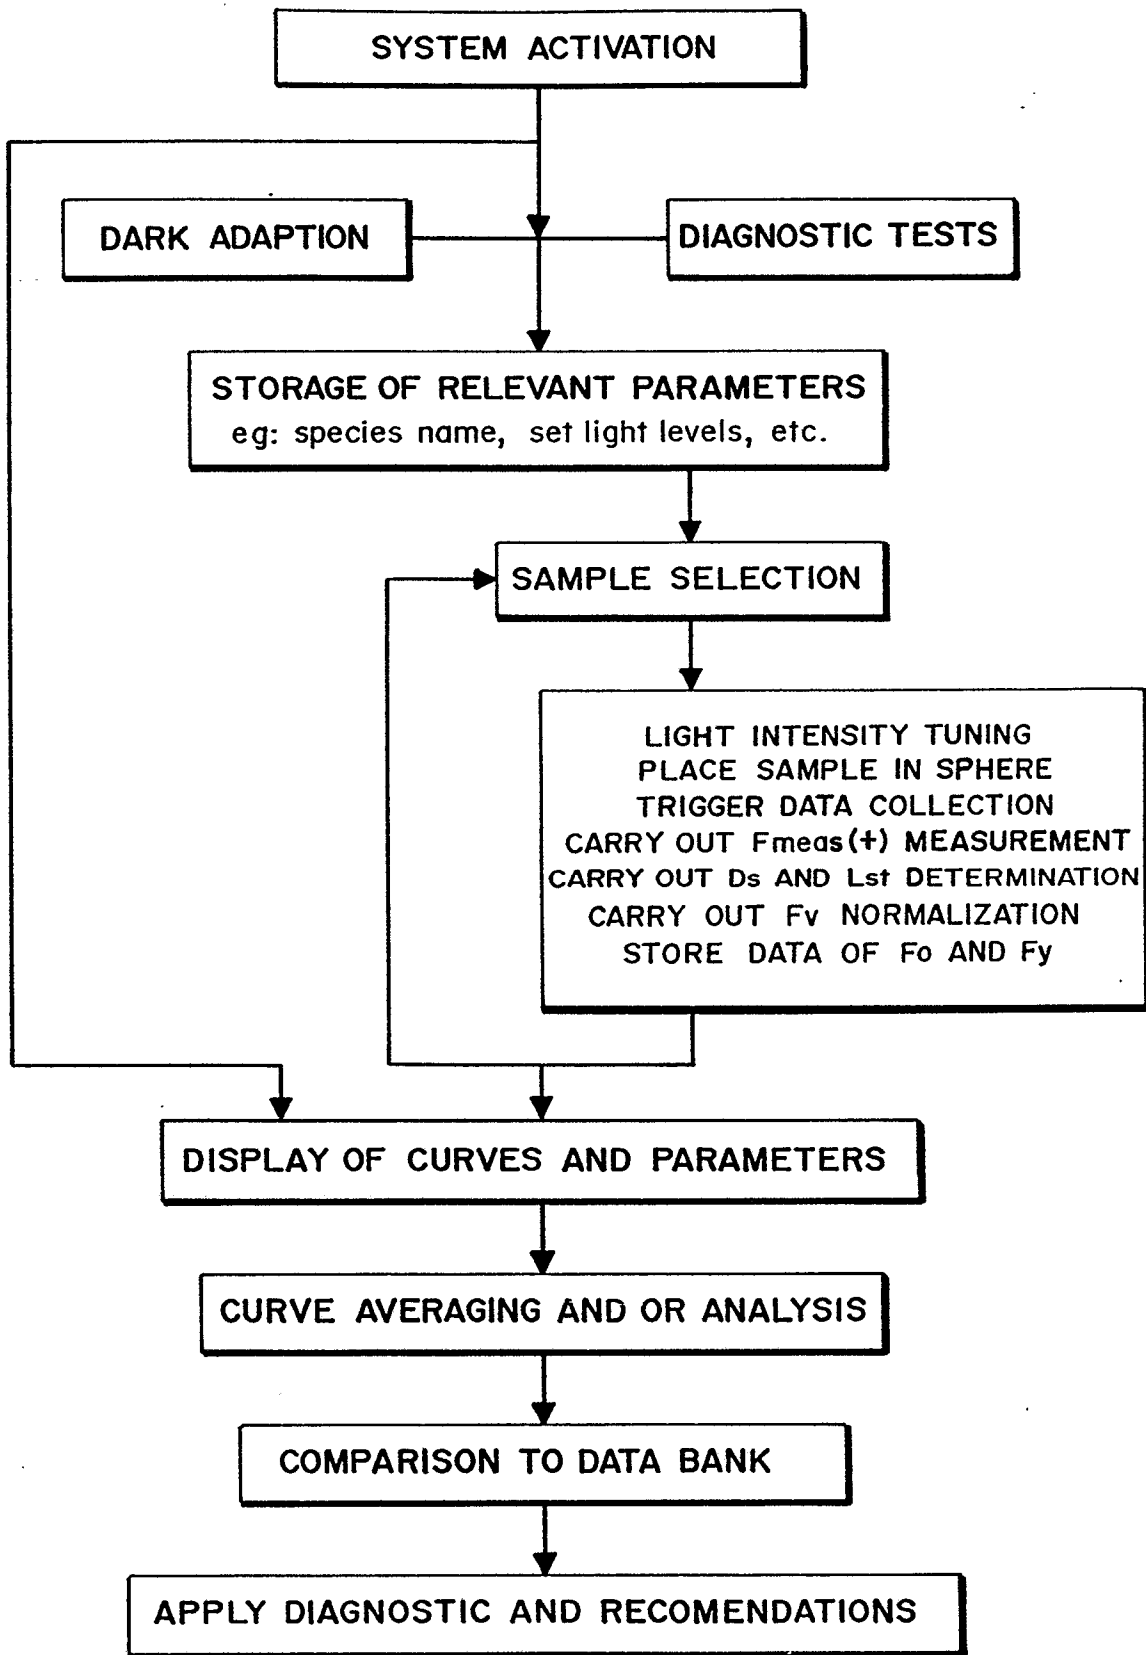 SYSTEM ACTIVATION
DARK ADAPTION
DIAGNOSTIC TESTS
STORAGE OF RELEVANT PARAMETERS
eg: species name, set light levels, etc.
SAMPLE SELECTION
LIGHT INTENSITY TUNING
PLACE SAMPLE IN SPHERE
TRIGGER DATA COLLECTION
CARRY OUT Fmeas(+) MEASUREMENT
CARRY OUT Ds AND Lst DETERMINATION
CARRY OUT Fv NORMALIZATION
STORE DATA OF Fo AND Fy
DISPLAY OF CURVES AND PARAMETERS
CURVE AVERAGING AND OR ANALYSIS
COMPARISON TO DATA BANK
APPLY DIAGNOSTIC AND RECOMENDATIONS